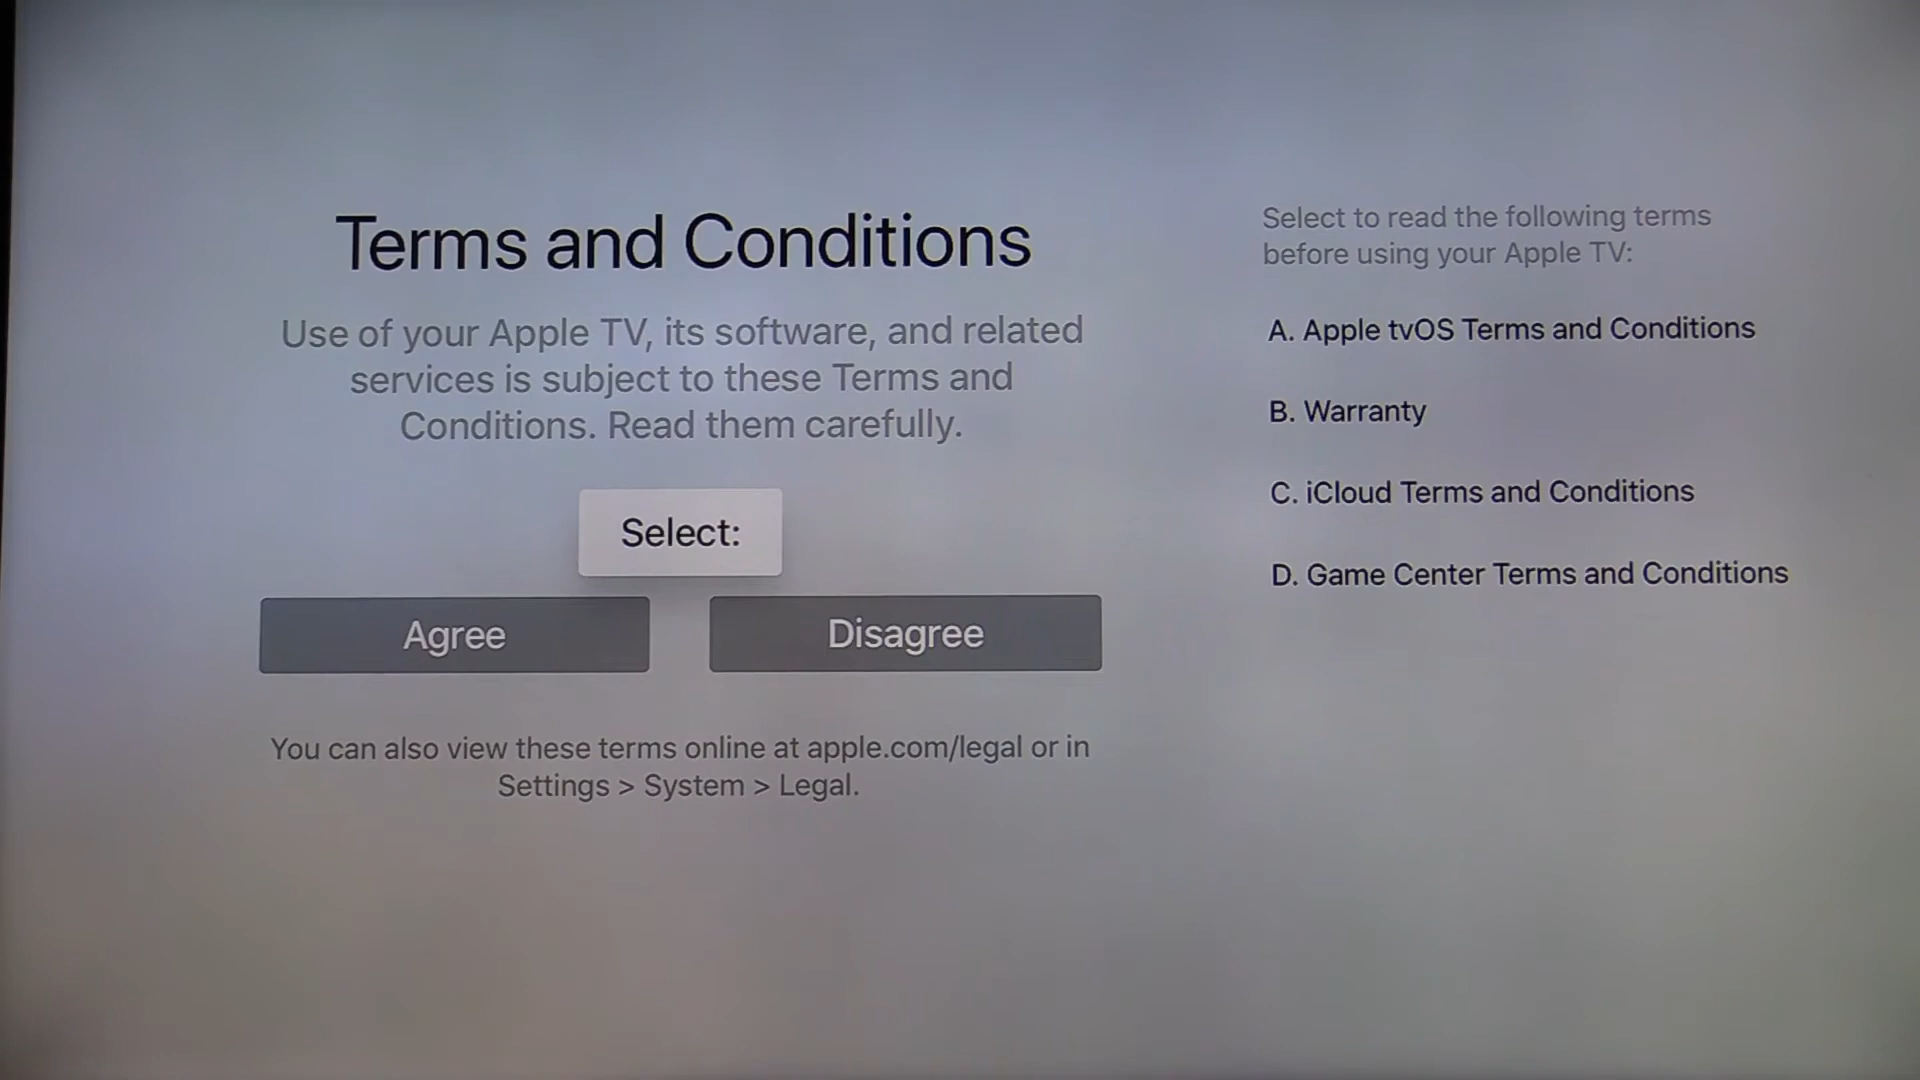 Terms and Conditions
Use of your Apple TV, its software, and related
services is subject to these Terms and
Conditions. Read them carefully.
Select:
Agree
Disagree
You can also view these terms online at apple.com/legal or in
Settings > System > Legal.
Select to read the following terms
before using your Apple TV:
A. Apple tvOS Terms and Conditions
B. Warranty
C. iCloud Terms and Conditions
D. Game Center Terms and Conditions